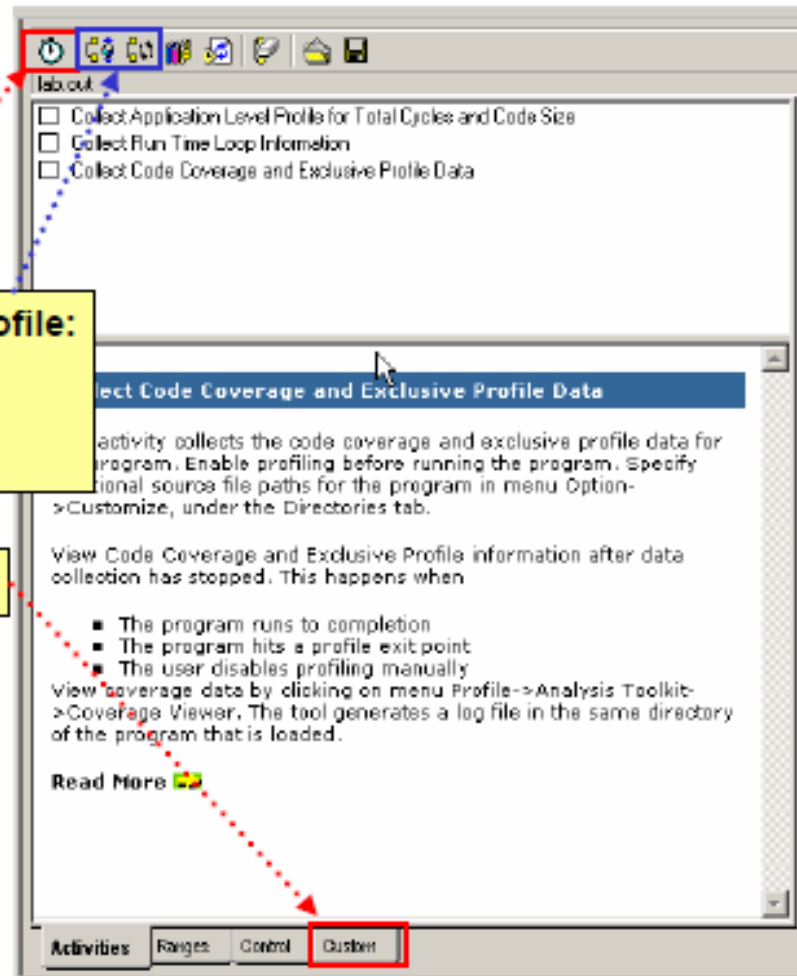 lab.out
Collect Application Level Profile for Total Cycles and Code Size
Collect Run Time Loop Information
Collect Code Coverage and Exclusive Profile Data
ofile:
lect Code Coverage and Exclusive Profile Data
activity collects the code coverage and exclusive profile data for
program. Enable profiling before running the program. Specify
tional source file paths for the program in menu Option-
>Customize, under the Directories tab.
View Code Coverage and Exclusive Profile information after data
collection has stopped. This happens when
■ The program runs to completion
■ The program hits a profile exit point
■ The user disables profiling manually
View coverage data by clicking on menu Profile->Analysis Toolkit-
>Coverage Viewer. The tool generates a log file in the same directory
of the program that is loaded.
Read More
Activities Ranges Control Custom